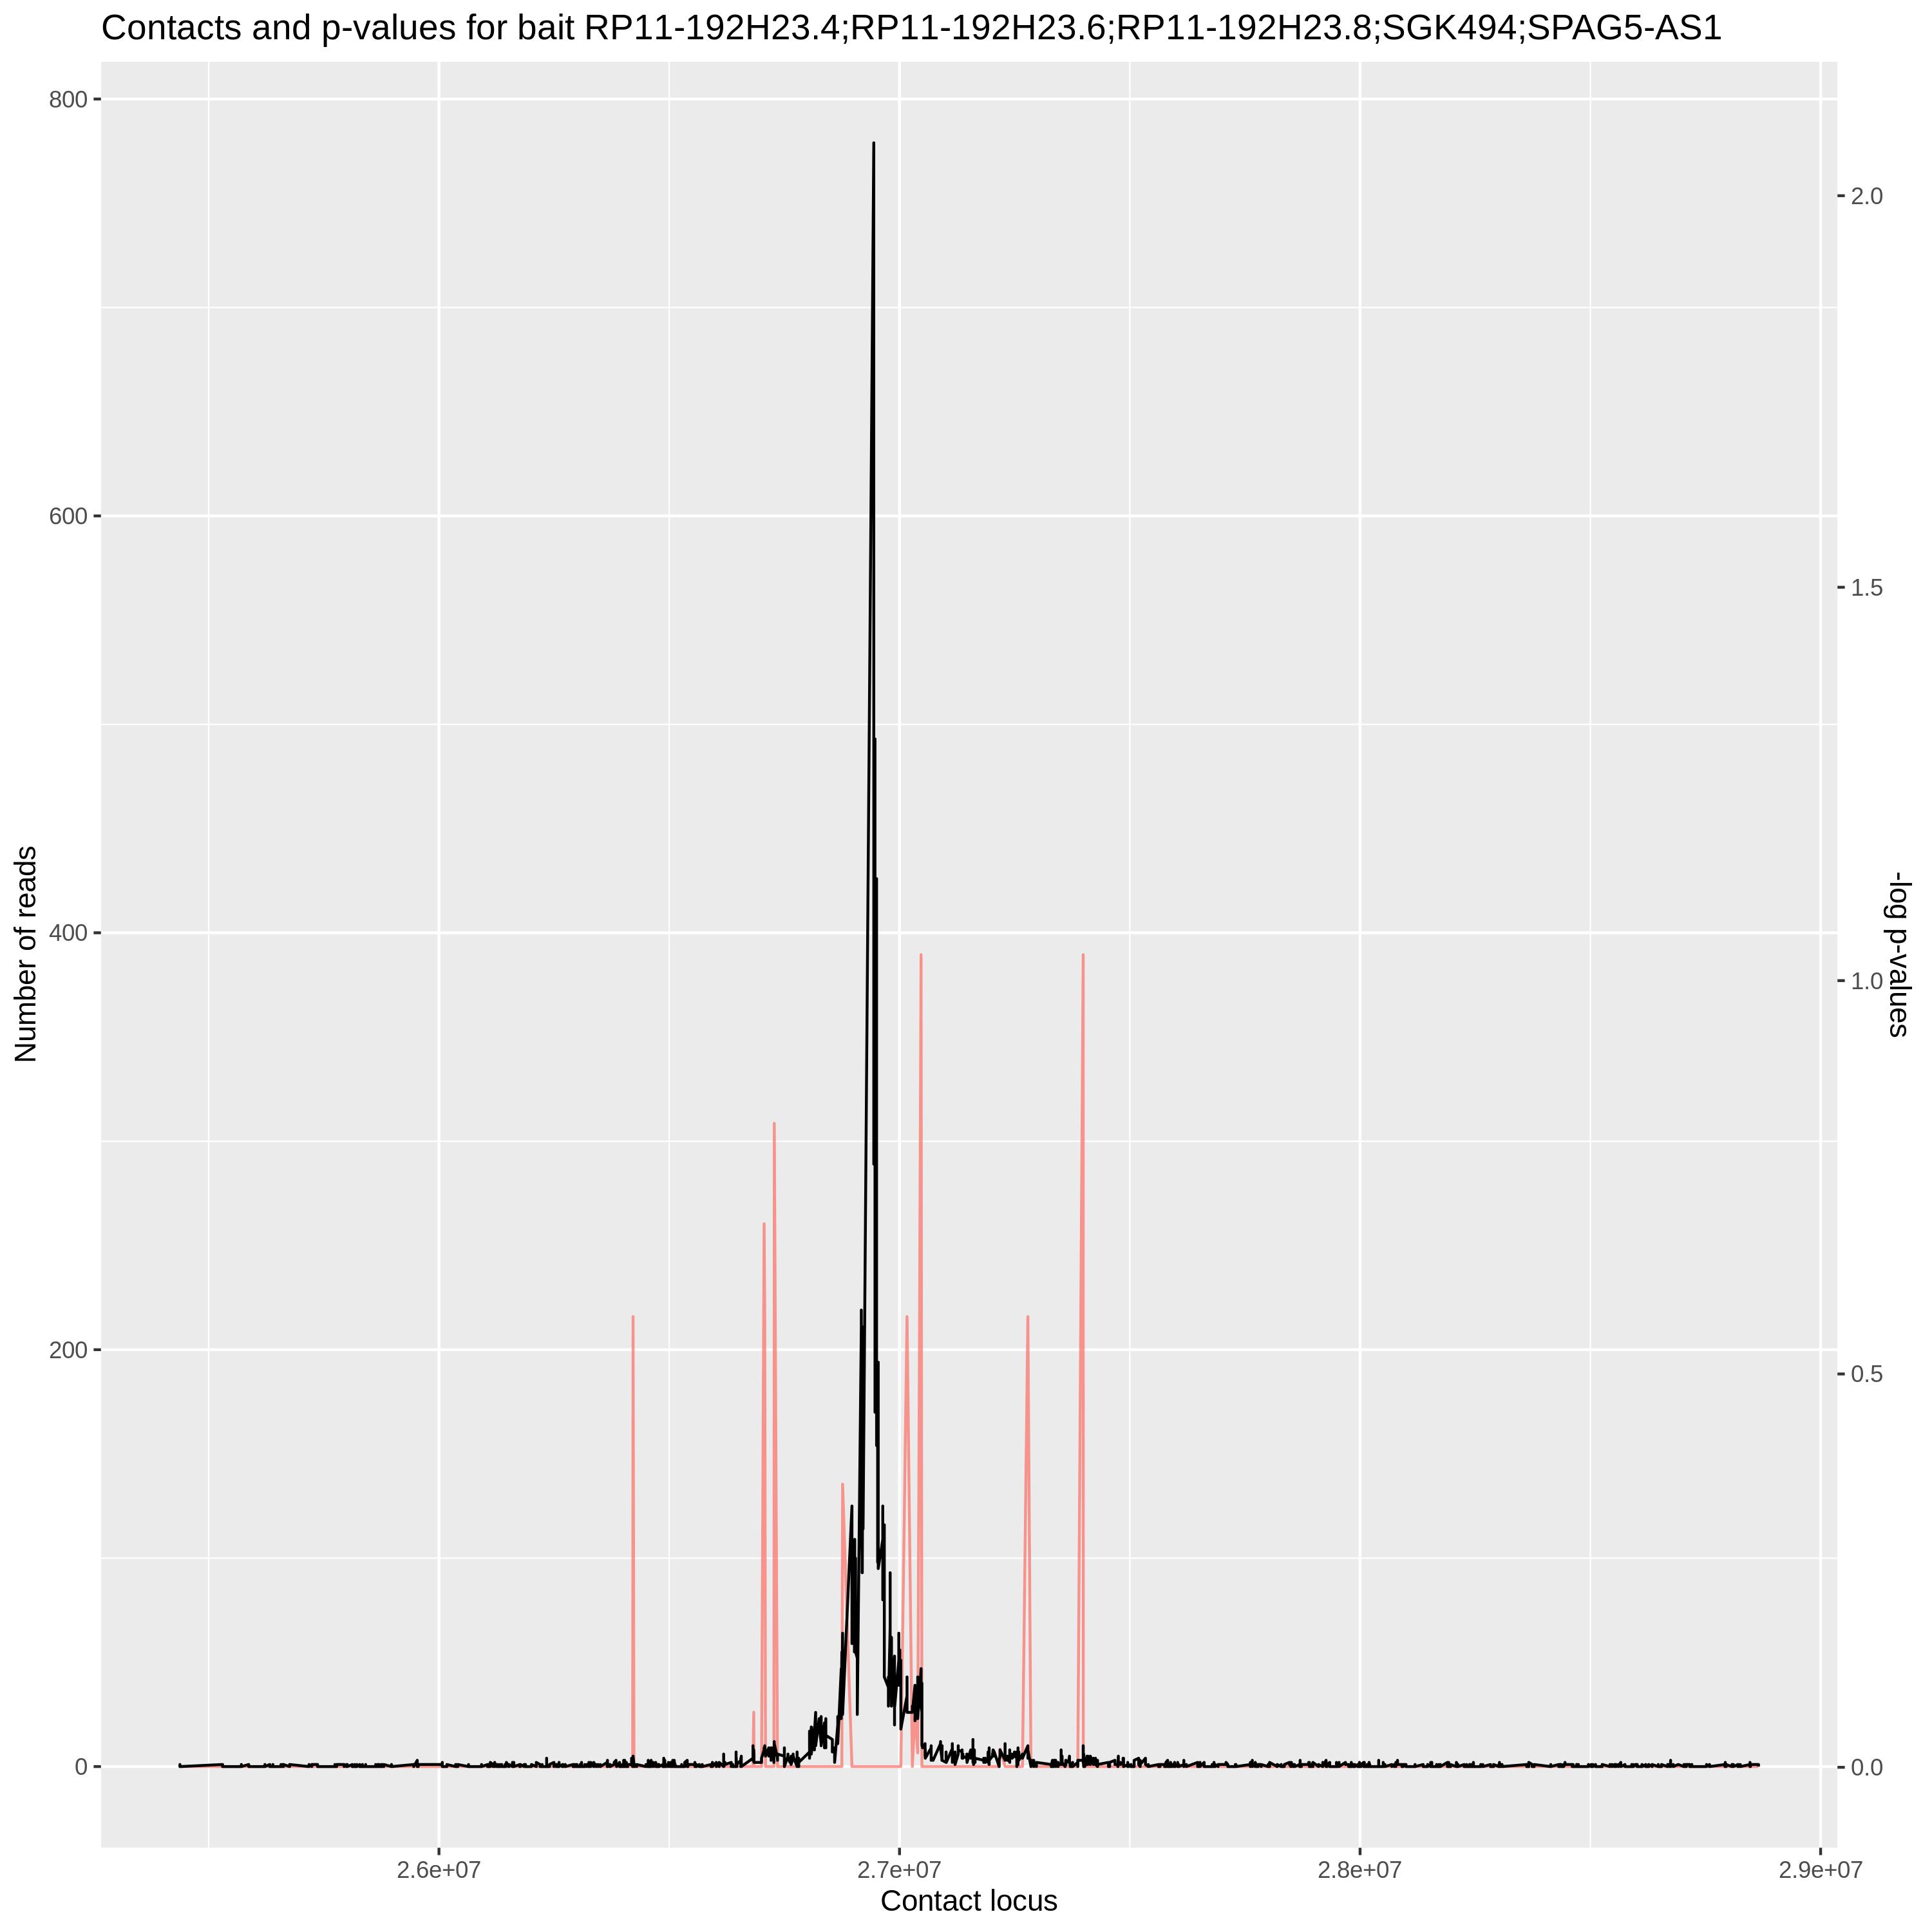 Contacts and p-values for bait RP11-192H23.4;RP11-192H23.6;RP11-192H23.8;SGK494;SPAG5-AS1
800
600
400
200
0
Number of reads
2.0
1.5
1.0
0.5
0.0
-log p-values
2.6e+07
2.7e+07
2.8e+07
2.9e+07
Contact locus